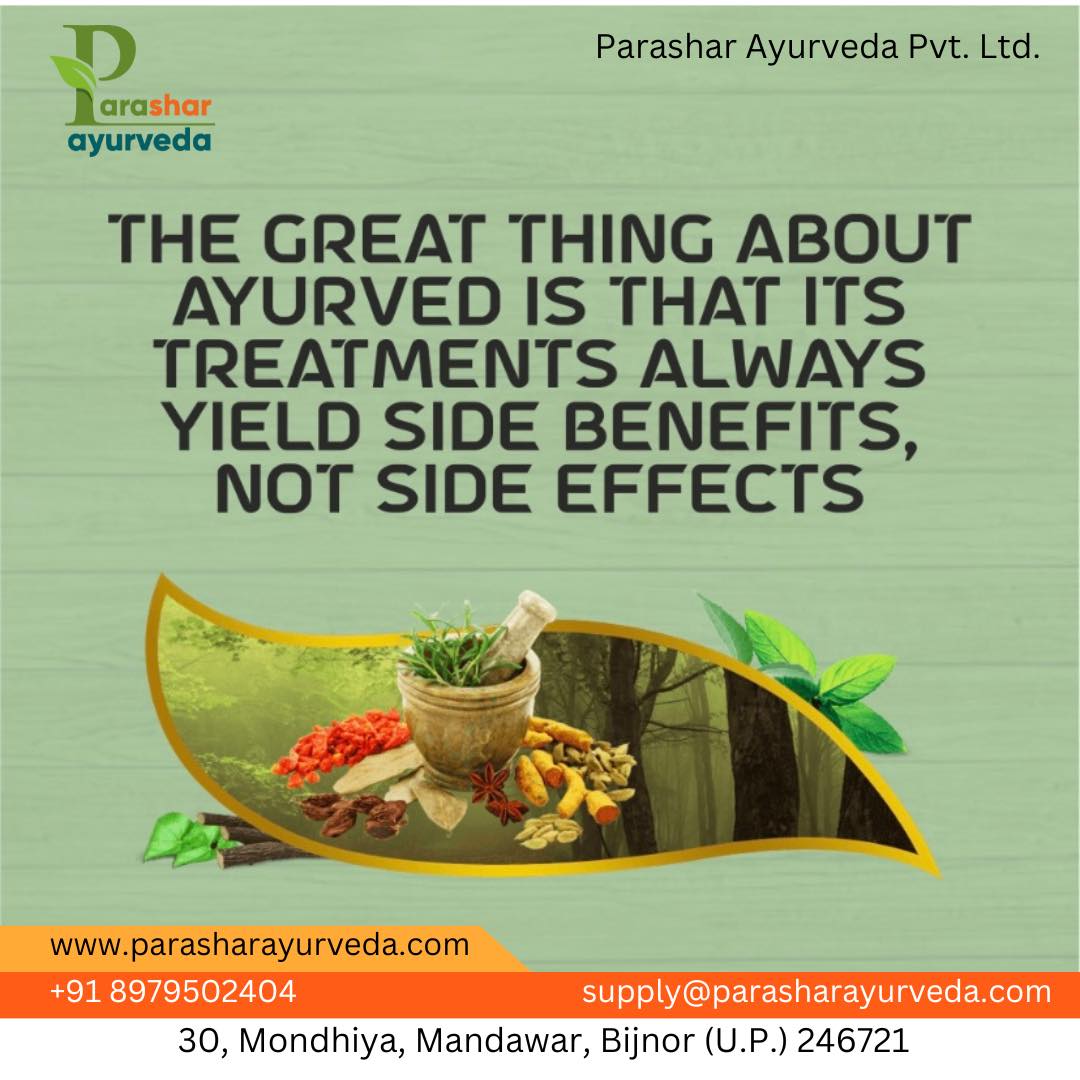 Parashar
ayurveda
Parashar Ayurveda Pvt. Ltd.
THE GREAT THING ABOUT
AYURVED IS THAT ITS
TREATMENTS ALWAYS
YIELD SIDE BENEFITS,
NOT SIDE EFFECTS
www.parasharayurveda.com
+91 8979502404
supply@parasharayurveda.com
30, Mondhiya, Mandawar, Bijnor (U.P.) 246721